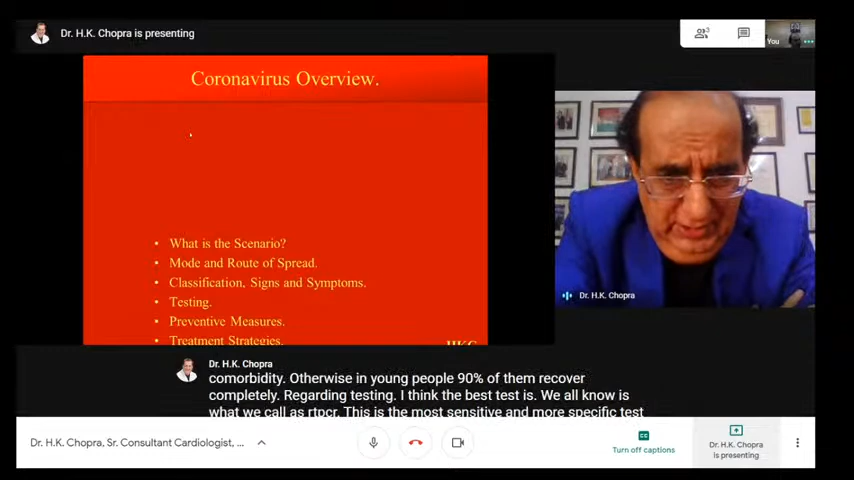 Dr. H.K. Chopra is presenting
3
You
Coronavirus Overview.
• What is the Scenario?
• Mode and Route of Spread.
• Classification, Signs and Symptoms.
• Testing.
• Preventive Measures.
• Treatment Strategies.
HKC
Dr. H.K. Chopra
Dr. H.K. Chopra
comorbidity. Otherwise in young people 90% of them recover
completely. Regarding testing. I think the best test is. We all know is
what we call as rtpcr. This is the most sensitive and more specific test
Dr. H.K. Chopra, Sr. Consultant Cardiologist, ...
CC
Turn off captions
Dr. H.K. Chopra
is presenting